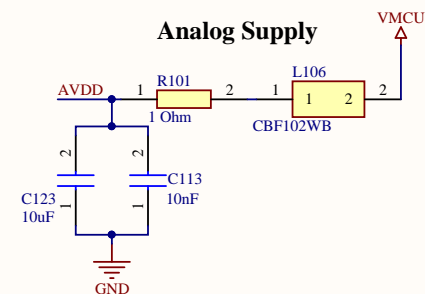 VMCU
Analog Supply
AVDD 1 R101 2 1 L106 2
1 2
1 Ohm CBF102WB
2 2
C123 C113
10uF 10nF
1 1
GND